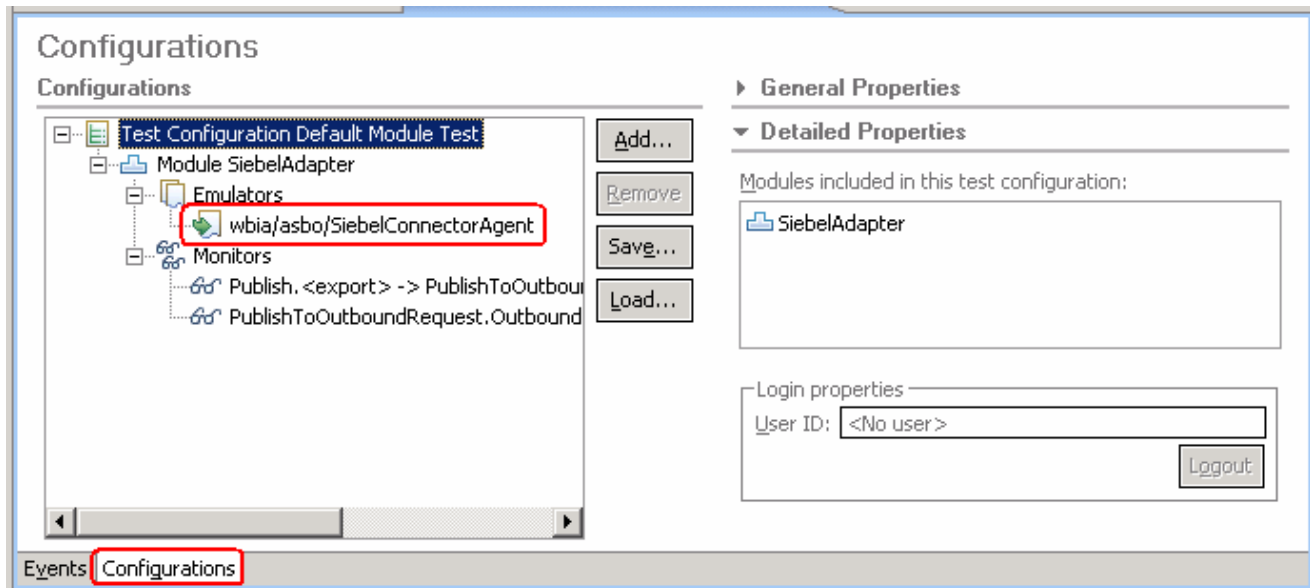 Configurations
Configurations
Test Configuration Default Module Test
Module SiebelAdapter
Emulators
wbia/asbo/SiebelConnectorAgent
Monitors
Publish.<export> -> PublishToOutbou
PublishToOutboundRequest.Outbound
Add...
Remove
Save...
Load...
General Properties
Detailed Properties
Modules included in this test configuration:
SiebelAdapter
Login properties
User ID: <No user>
Logout
Events Configurations